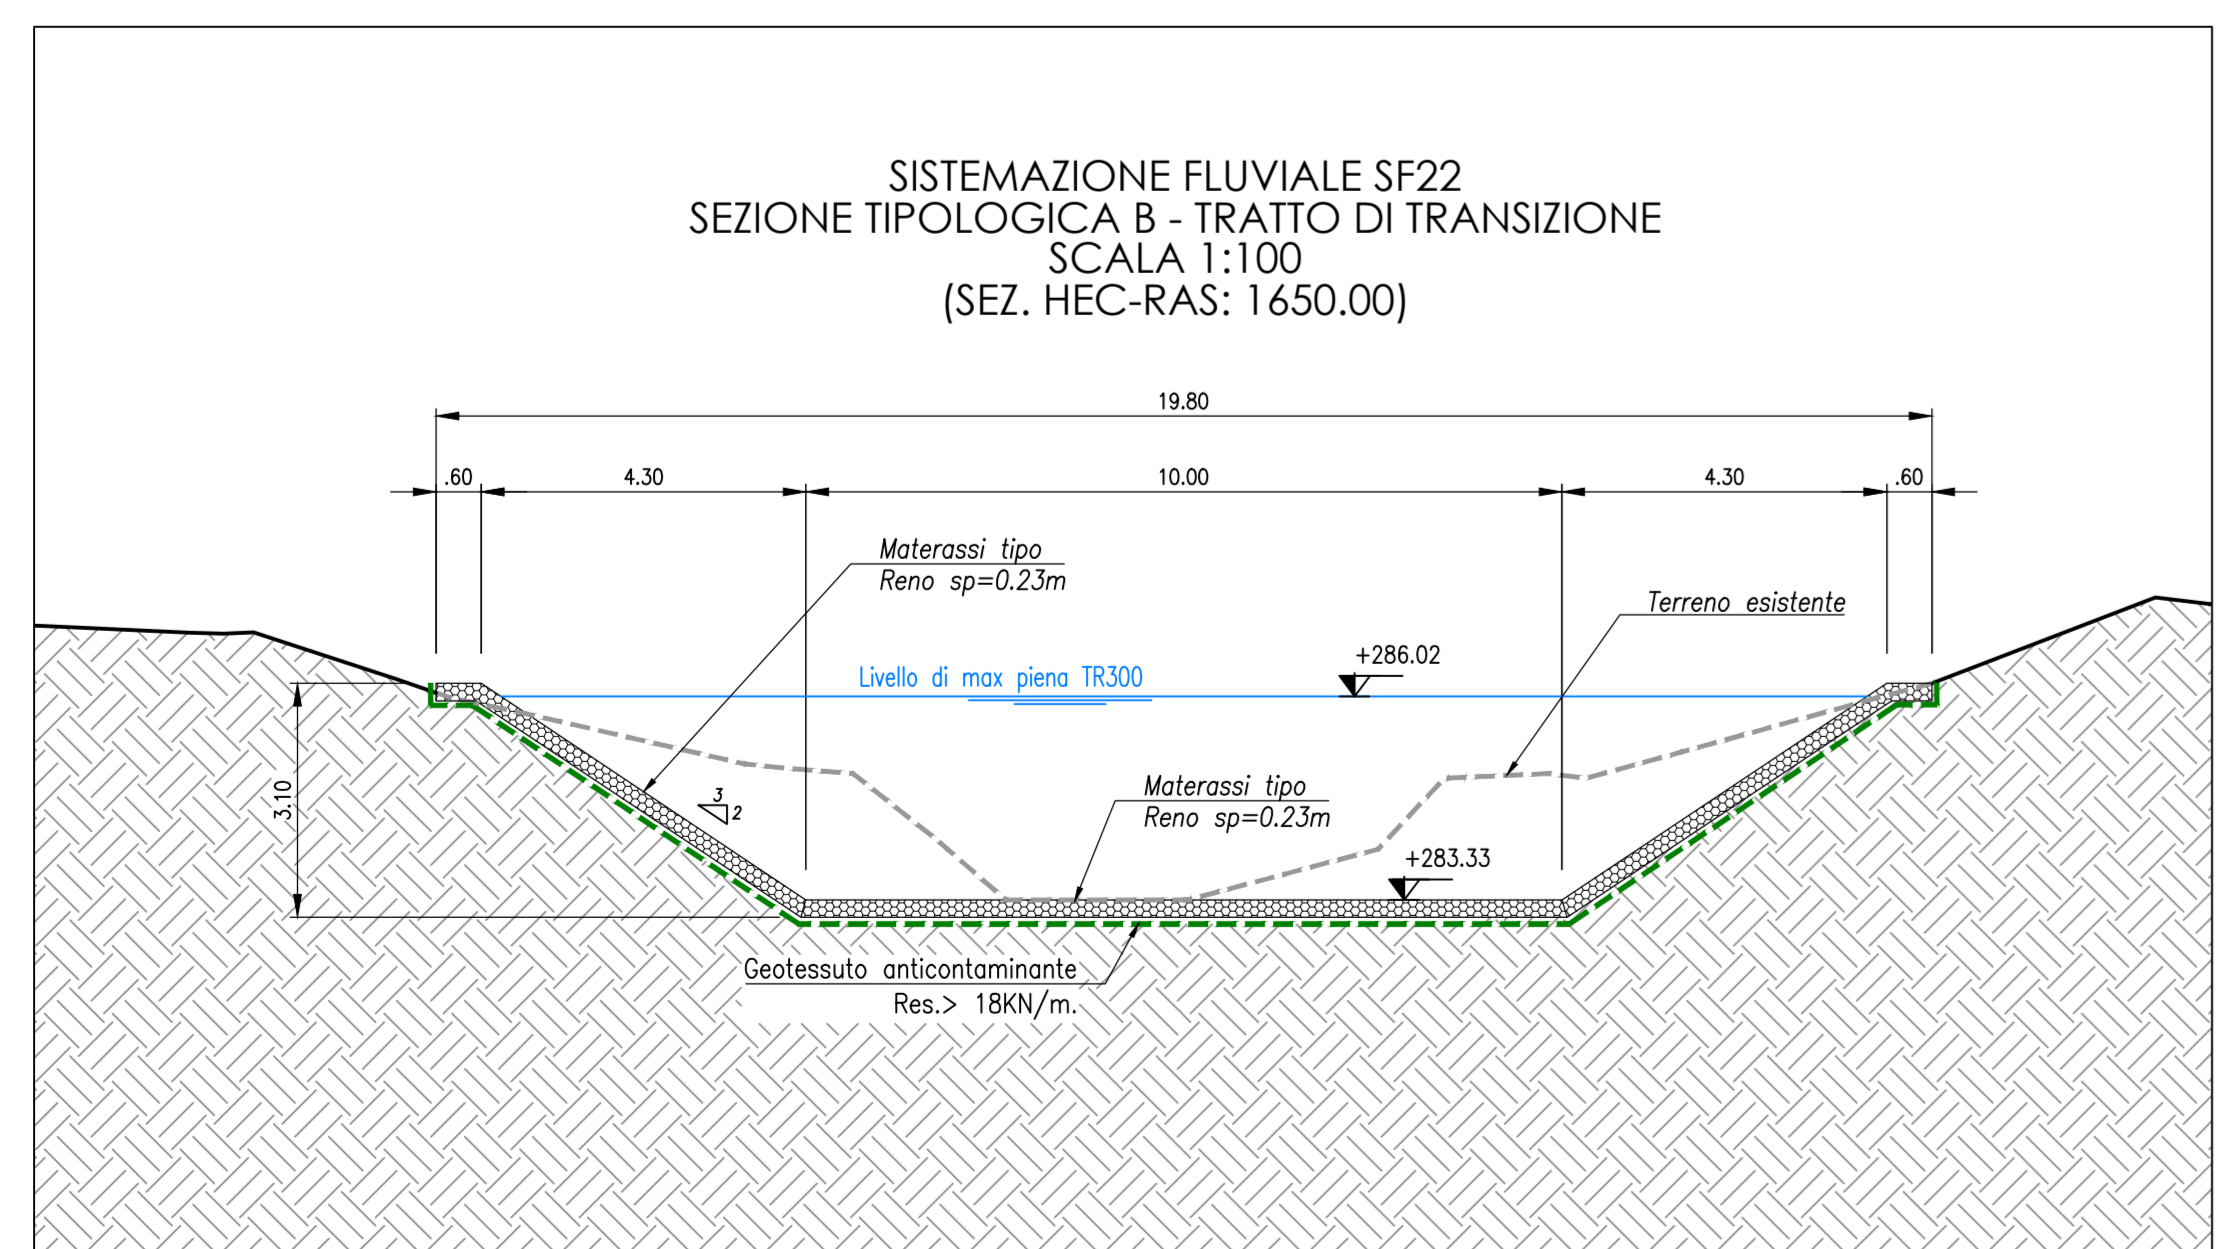 SISTEMAZIONE FLUVIALE SF22
SEZIONE TIPOLOGICA B - TRATTO DI TRANSIZIONE
SCALA 1:100
(SEZ. HEC-RAS: 1650.00)
19.80
.60
4.30
10.00
4.30
.60
Materassi tipo
Reno sp=0.23m
Terreno esistente
Livello di max piena TR300
+286.02
3.10
3
2
Materassi tipo
Reno sp=0.23m
+283.33
Geotessuto anticontaminante
Res.> 18KN/m.